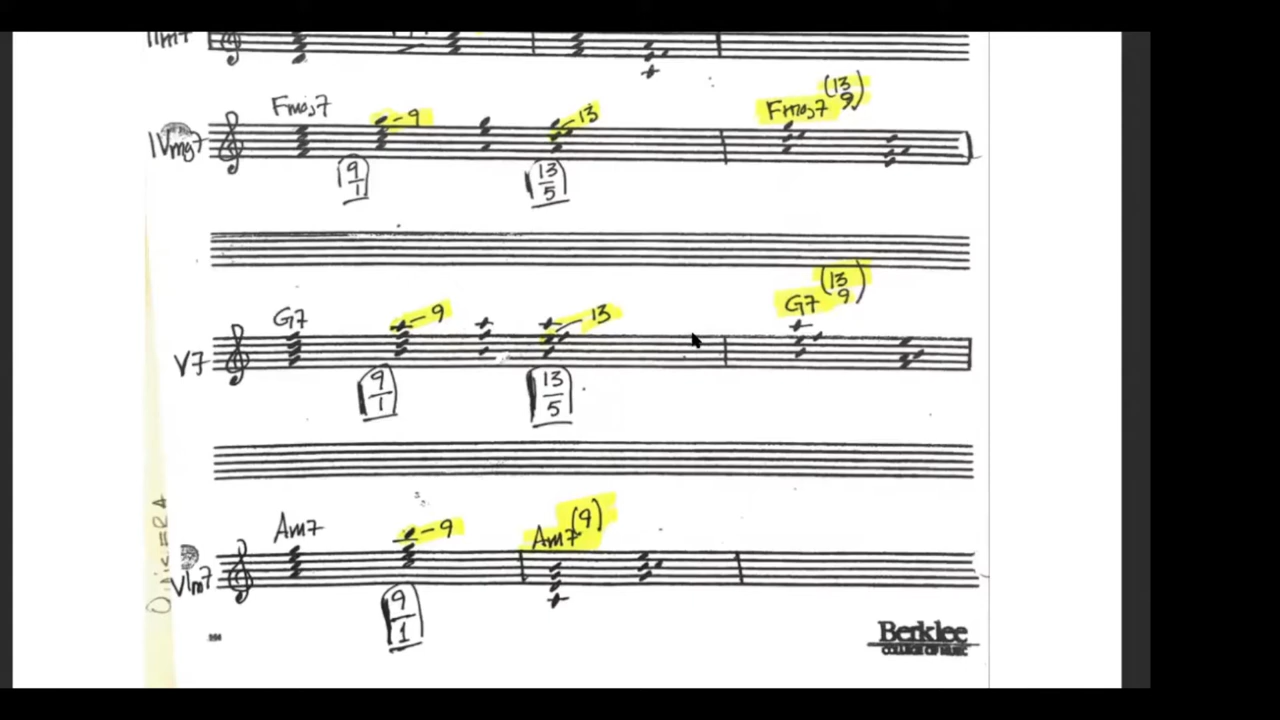 IIm7
Fmaj7 -9 -13 Fmaj7 (13 9)
IVmaj7
9/1 13/5
G7 -9 13 G7 (13 9)
V7
9/1 13/5
Am7 -9 Am7(9)
VIm7
9/1
Berklee
COLLEGE OF MUSIC